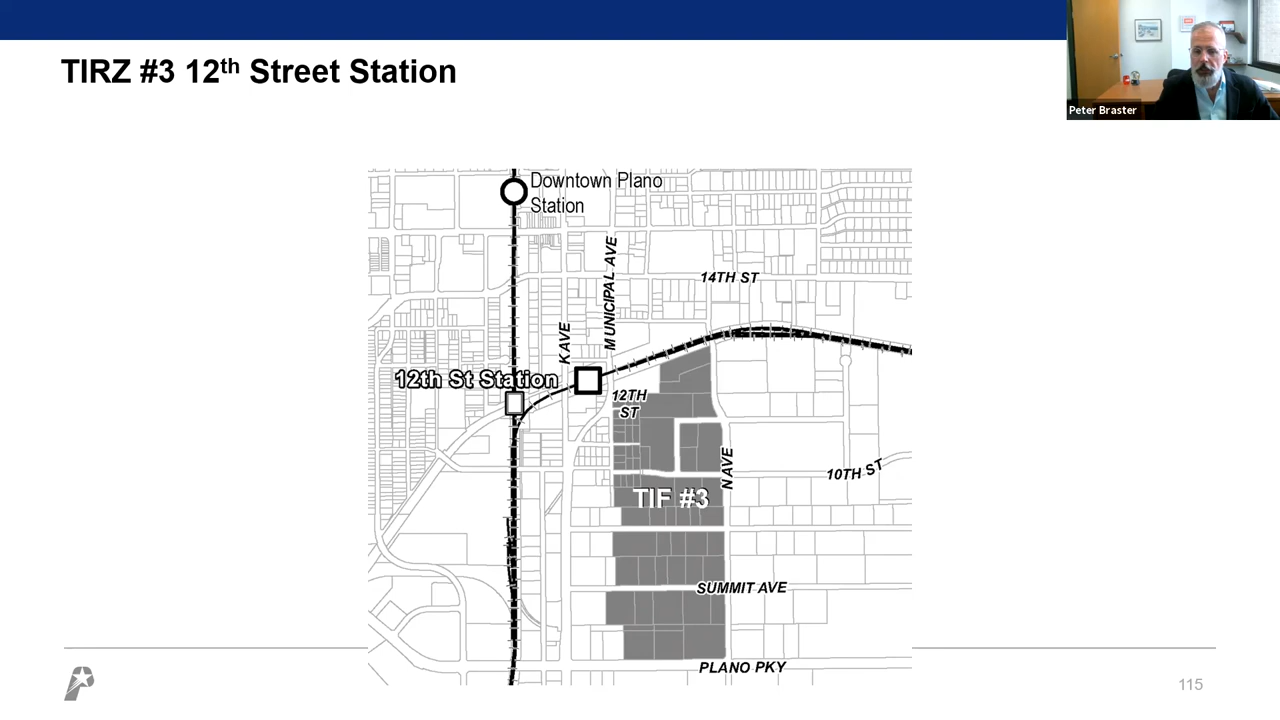 TIRZ #3 12th Street Station
Peter Braster
Downtown Plano
Station
MUNICIPAL AVE
14TH ST
K AVE
12th St Station
12TH
ST
N AVE
10TH ST
TIF #3
SUMMIT AVE
PLANO PKY
115